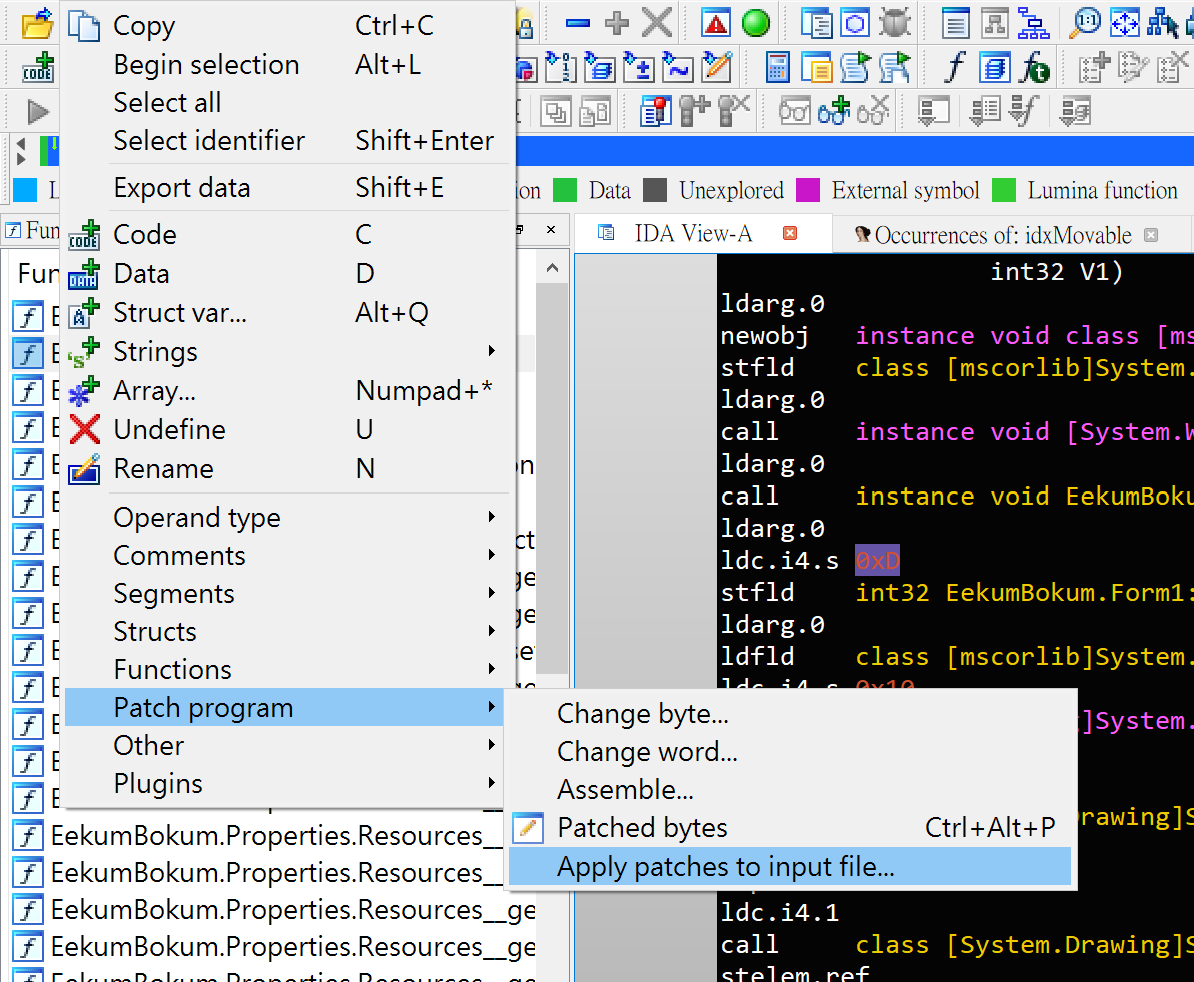 Copy Ctrl+C
Begin selection Alt+L
Select all
Select identifier Shift+Enter
Export data Shift+E
Code C
Data D
Struct var... Alt+Q
Strings
Array... Numpad+*
Undefine U
Rename N
Operand type
Comments
Segments
Structs
Functions
Patch program
Other
Plugins
Change byte...
Change word...
Assemble...
Patched bytes Ctrl+Alt+P
Apply patches to input file...
CODE
1:1
L
ion Data Unexplored External symbol Lumina function
Fun
IDA View-A Occurrences of: idxMovable
Fun
int32 V1)
ldarg.0
newobj instance void class [ms
stfld class [mscorlib]System.
ldarg.0
call instance void [System.W
ldarg.0
call instance void EekumBoku
ldarg.0
ldc.i4.s 0xD
stfld int32 EekumBokum.Form1:
ldarg.0
ldfld class [mscorlib]System.
ldc.i4.s 0x10
t]System.
rawing]S
ldc.i4.1
call class [System.Drawing]S
stelem.ref
EekumBokum.Properties.Resources__
EekumBokum.Properties.Resources__
EekumBokum.Properties.Resources__ge
EekumBokum.Properties.Resources__ge
EekumBokum.Properties.Resources__ge